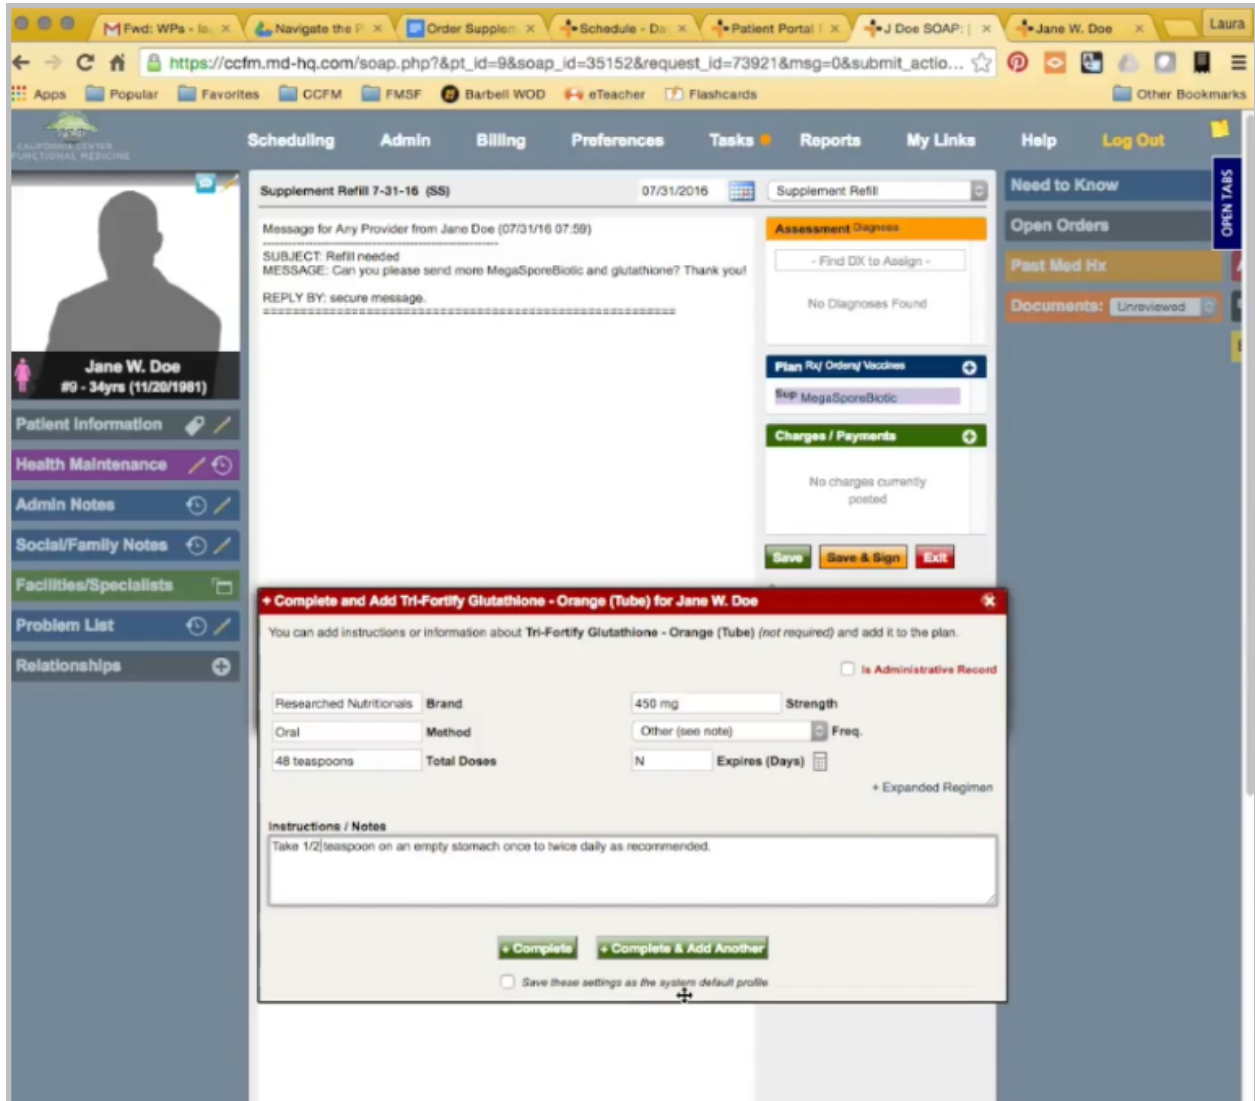 Fwd: WPs - la.
Navigate the P
Order Supplem
Schedule - Da
Patient Portal
J Doe SOAP: |
Jane W. Doe
Laura
https://ccfm.md-hq.com/soap.php?&pt_id=9&soap_id=35152&request_id=73921&msg=0&submit_actio...
Apps Popular Favorites CCFM FMSF Barbell WOD eTeacher Flashcards Other Bookmarks
CALIFORNIA CENTER
FUNCTIONAL MEDICINE
Scheduling Admin Billing Preferences Tasks Reports My Links Help Log Out
OPEN TABS
Jane W. Doe
#9 - 34yrs (11/20/1981)
Patient Information
Health Maintenance
Admin Notes
Social/Family Notes
Facilities/Specialists
Problem List
Relationships
Supplement Refill 7-31-16 (SS) 07/31/2016 Supplement Refill
Message for Any Provider from Jane Doe (07/31/16 07:59)
------------------------------------------------------------
SUBJECT: Refill needed
MESSAGE: Can you please send more MegaSporeBiotic and glutathione? Thank you!
REPLY BY: secure message.
============================================================
Assessment Diagnosis
- Find DX to Assign -
No Diagnoses Found
Plan Rx/ Orders/ Vaccines
Sup MegaSporeBiotic
Charges / Payments
No charges currently
posted
Save Save & Sign Exit
Need to Know
Open Orders
Past Med Hx
Documents: Unreviewed
+ Complete and Add Tri-Fortify Glutathione - Orange (Tube) for Jane W. Doe
You can add instructions or information about Tri-Fortify Glutathione - Orange (Tube) (not required) and add it to the plan.
Is Administrative Record
Researched Nutritionals Brand 450 mg Strength
Oral Method Other (see note) Freq.
48 teaspoons Total Doses N Expires (Days)
+ Expanded Regimen
Instructions / Notes
Take 1/2 teaspoon on an empty stomach once to twice daily as recommended.
+ Complete + Complete & Add Another
Save these settings as the system default profile